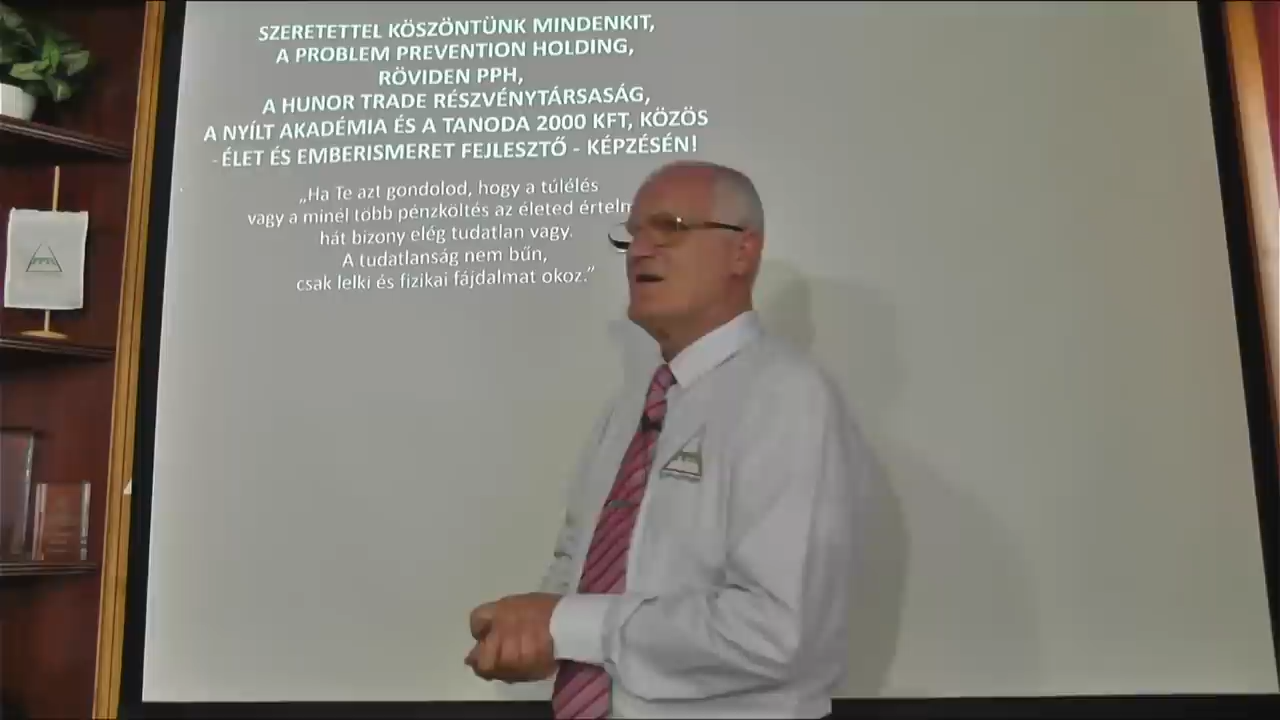 SZERETETTEL KÖSZÖNTÜNK MINDENKIT,
A PROBLEM PREVENTION HOLDING,
RÖVIDEN PPH,
A HUNOR TRADE RÉSZVÉNYTÁRSASÁG,
A NYÍLT AKADÉMIA ÉS A TANODA 2000 KFT, KÖZÖS
- ÉLET ÉS EMBERISMERET FEJLESZTŐ - KÉPZÉSÉN!
„Ha Te azt gondolod, hogy a túlélés
vagy a minél több pénzköltés az életed
hát bizony elég tudatlan vagy.
A tudatlanság nem bűn,
csak lelki és fizikai fájdalmat okoz.”